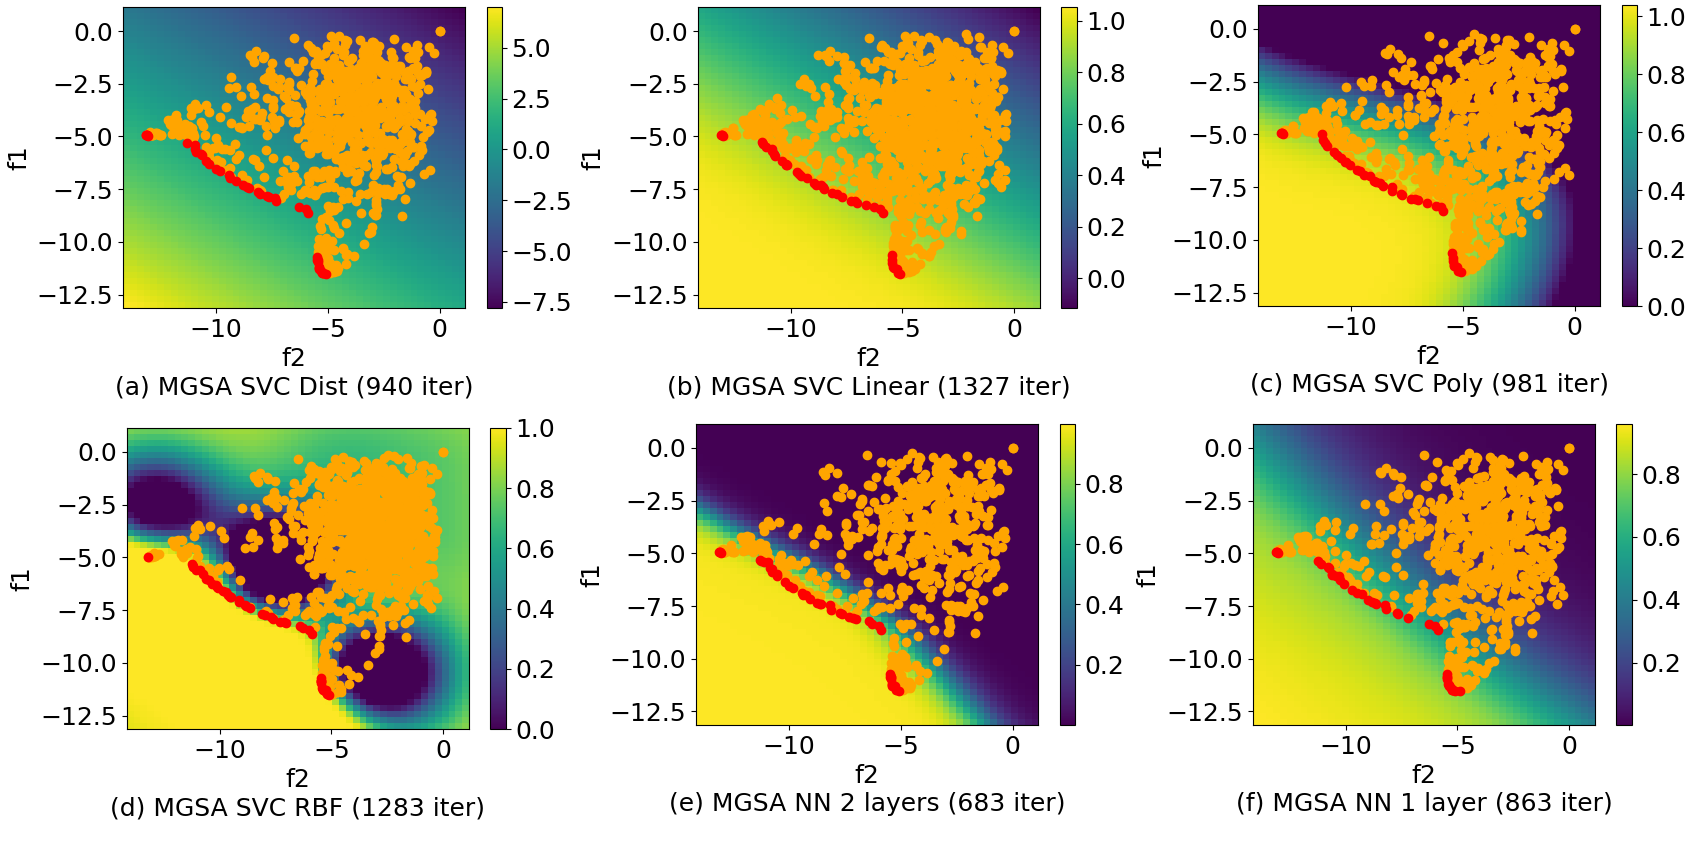 0.0
−2.5
−5.0
−7.5
−10.0
−12.5
f1
−10 −5 0
f2
5.0
2.5
0.0
−2.5
−5.0
−7.5
(a) MGSA SVC Dist (940 iter)
0.0
−2.5
−5.0
−7.5
−10.0
−12.5
f1
−10 −5 0
f2
1.0
0.8
0.6
0.4
0.2
0.0
(b) MGSA SVC Linear (1327 iter)
0.0
−2.5
−5.0
−7.5
−10.0
−12.5
f1
−10 −5 0
f2
1.0
0.8
0.6
0.4
0.2
0.0
(c) MGSA SVC Poly (981 iter)
0.0
−2.5
−5.0
−7.5
−10.0
−12.5
f1
−10 −5 0
f2
1.0
0.8
0.6
0.4
0.2
0.0
(d) MGSA SVC RBF (1283 iter)
0.0
−2.5
−5.0
−7.5
−10.0
−12.5
f1
−10 −5 0
f2
0.8
0.6
0.4
0.2
(e) MGSA NN 2 layers (683 iter)
0.0
−2.5
−5.0
−7.5
−10.0
−12.5
f1
−10 −5 0
f2
0.8
0.6
0.4
0.2
(f) MGSA NN 1 layer (863 iter)